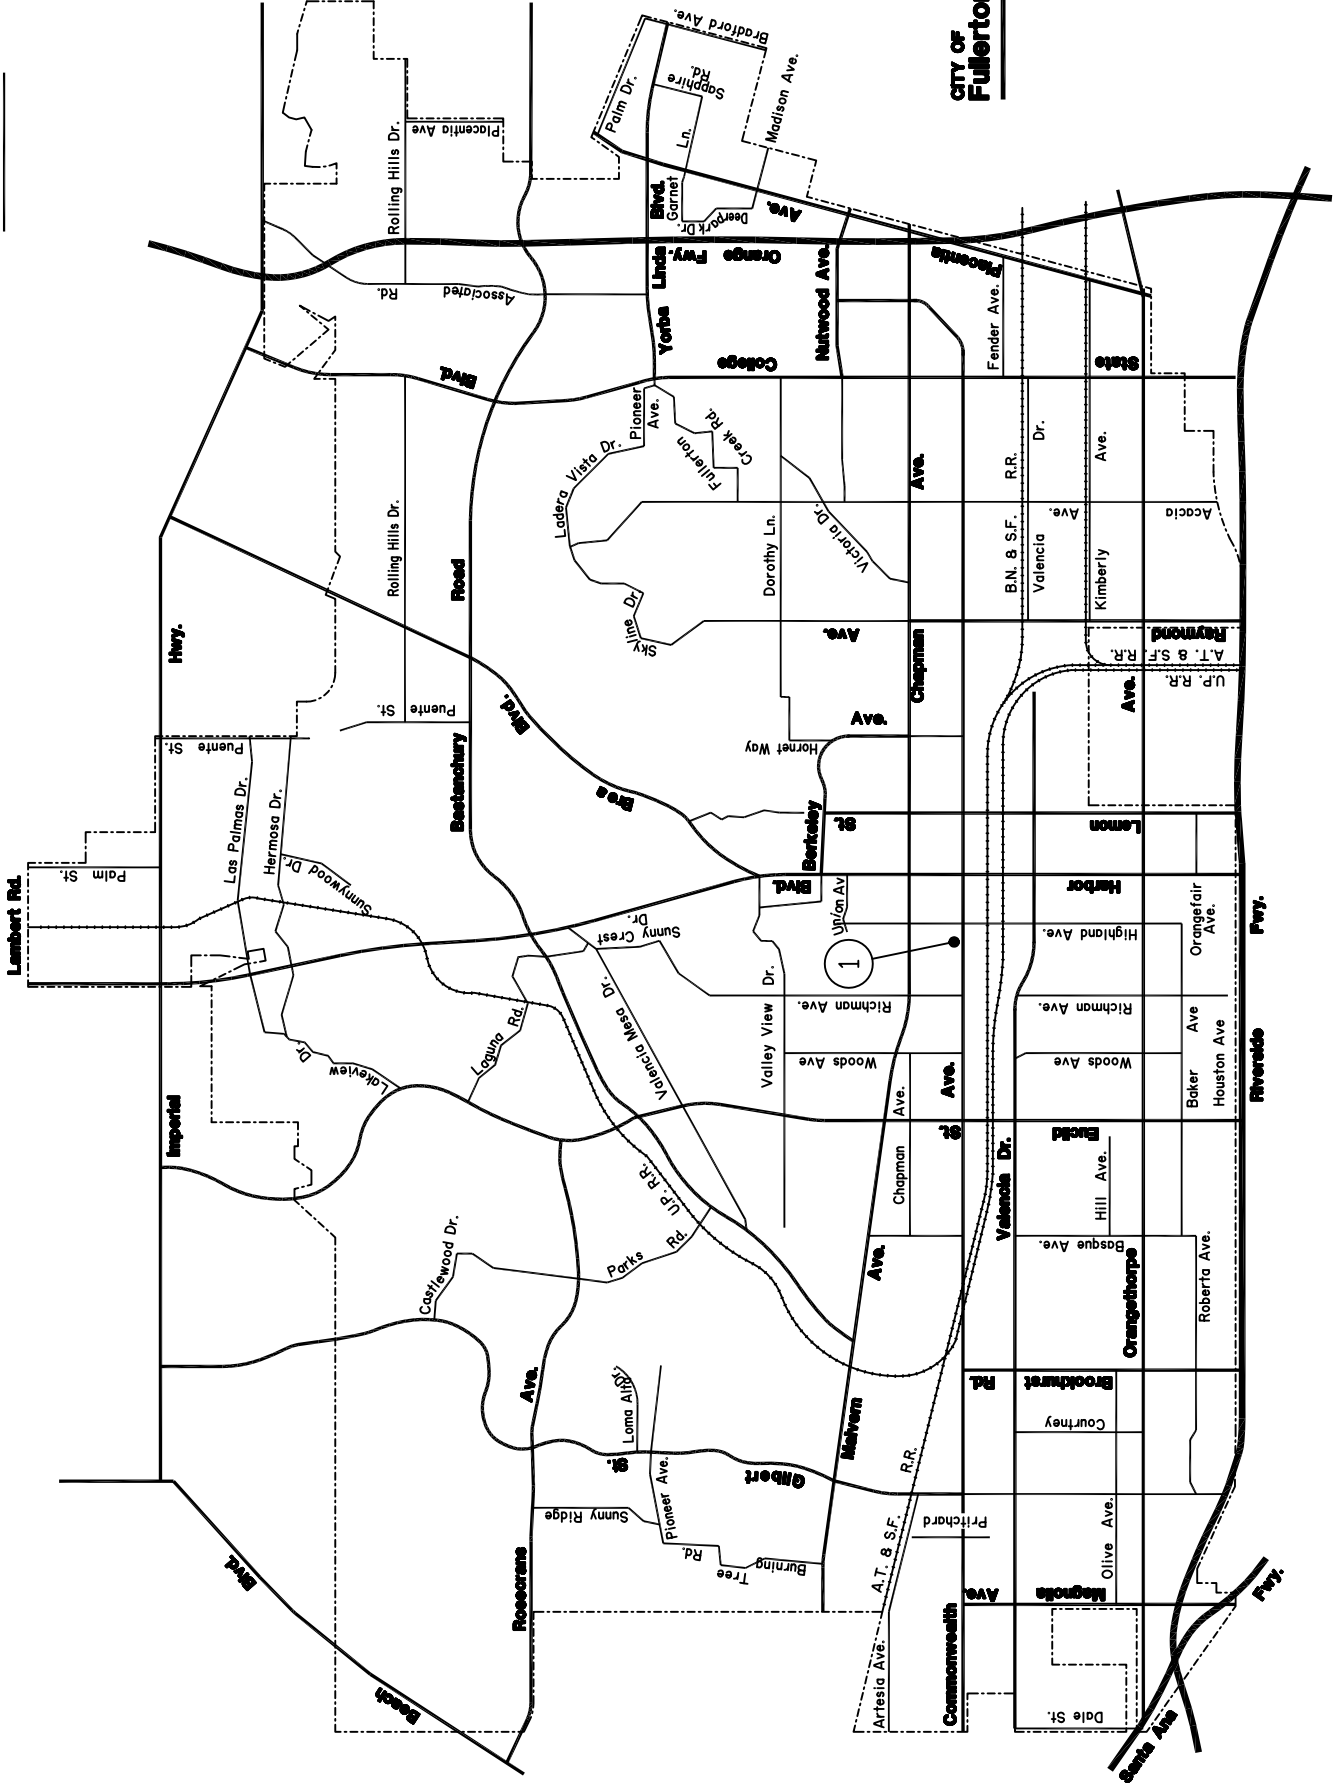 CITY OF
Fullerto
Bradford Ave.
Palm Dr.
Sapphire
Rd.
Madison Ave.
Ln.
Garnet
Deerpark Dr.
Placentia Ave
Rolling Hills Dr.
Yorba Linda Blvd.
Orange Fwy.
Placentia Ave.
Associated Rd.
Nutwood Ave.
Fender Ave.
State College Blvd.
Pioneer
Ave.
Ladera Vista Dr.
Fullerton
Creek Rd.
Dorothy Ln.
Victoria Dr.
Chapman Ave.
B.N. & S.F. R.R.
Valencia Dr.
Kimberly Ave.
Acacia Ave.
Rolling Hills Dr.
Bastanchury Road
Skyline Dr.
Raymond Ave.
A.T. & S.F. R.R.
U.P. R.R.
Imperial Hwy.
Puente St.
Puente St.
Brea Blvd.
Hornet Way
Berkeley Ave.
Lemon St.
Las Palmas Dr.
Hermosa Dr.
Sunnywood Dr.
Palm St.
Lambert Rd.
Harbor Blvd.
Union Av
Highland Ave.
Orangefair
Ave.
Riverside Fwy.
Sunny Crest Dr.
1
Richman Ave.
Richman Ave.
Valley View Dr.
Valencia Mesa Dr.
Laguna Rd.
Lakeview Dr.
Woods Ave
Woods Ave
Baker Ave
Houston Ave
Euclid St.
Chapman Ave.
Commonwealth Ave.
Valencia Dr.
Hill Ave.
Basque Ave.
Orangethorpe Ave.
Roberta Ave.
U.P. R.R.
Parks Rd.
Castlewood Dr.
Malvern Ave.
Brookhurst Rd.
Courtney
Rosecrans Ave.
Loma Alta Dr.
Gilbert St.
Pioneer Ave.
Sunny Ridge
Burning Tree Rd.
A.T. & S.F. R.R.
Pritchard
Olive Ave.
Magnolia Ave.
Artesia Ave.
Dale St.
Beach Blvd.
Santa Ana Fwy.